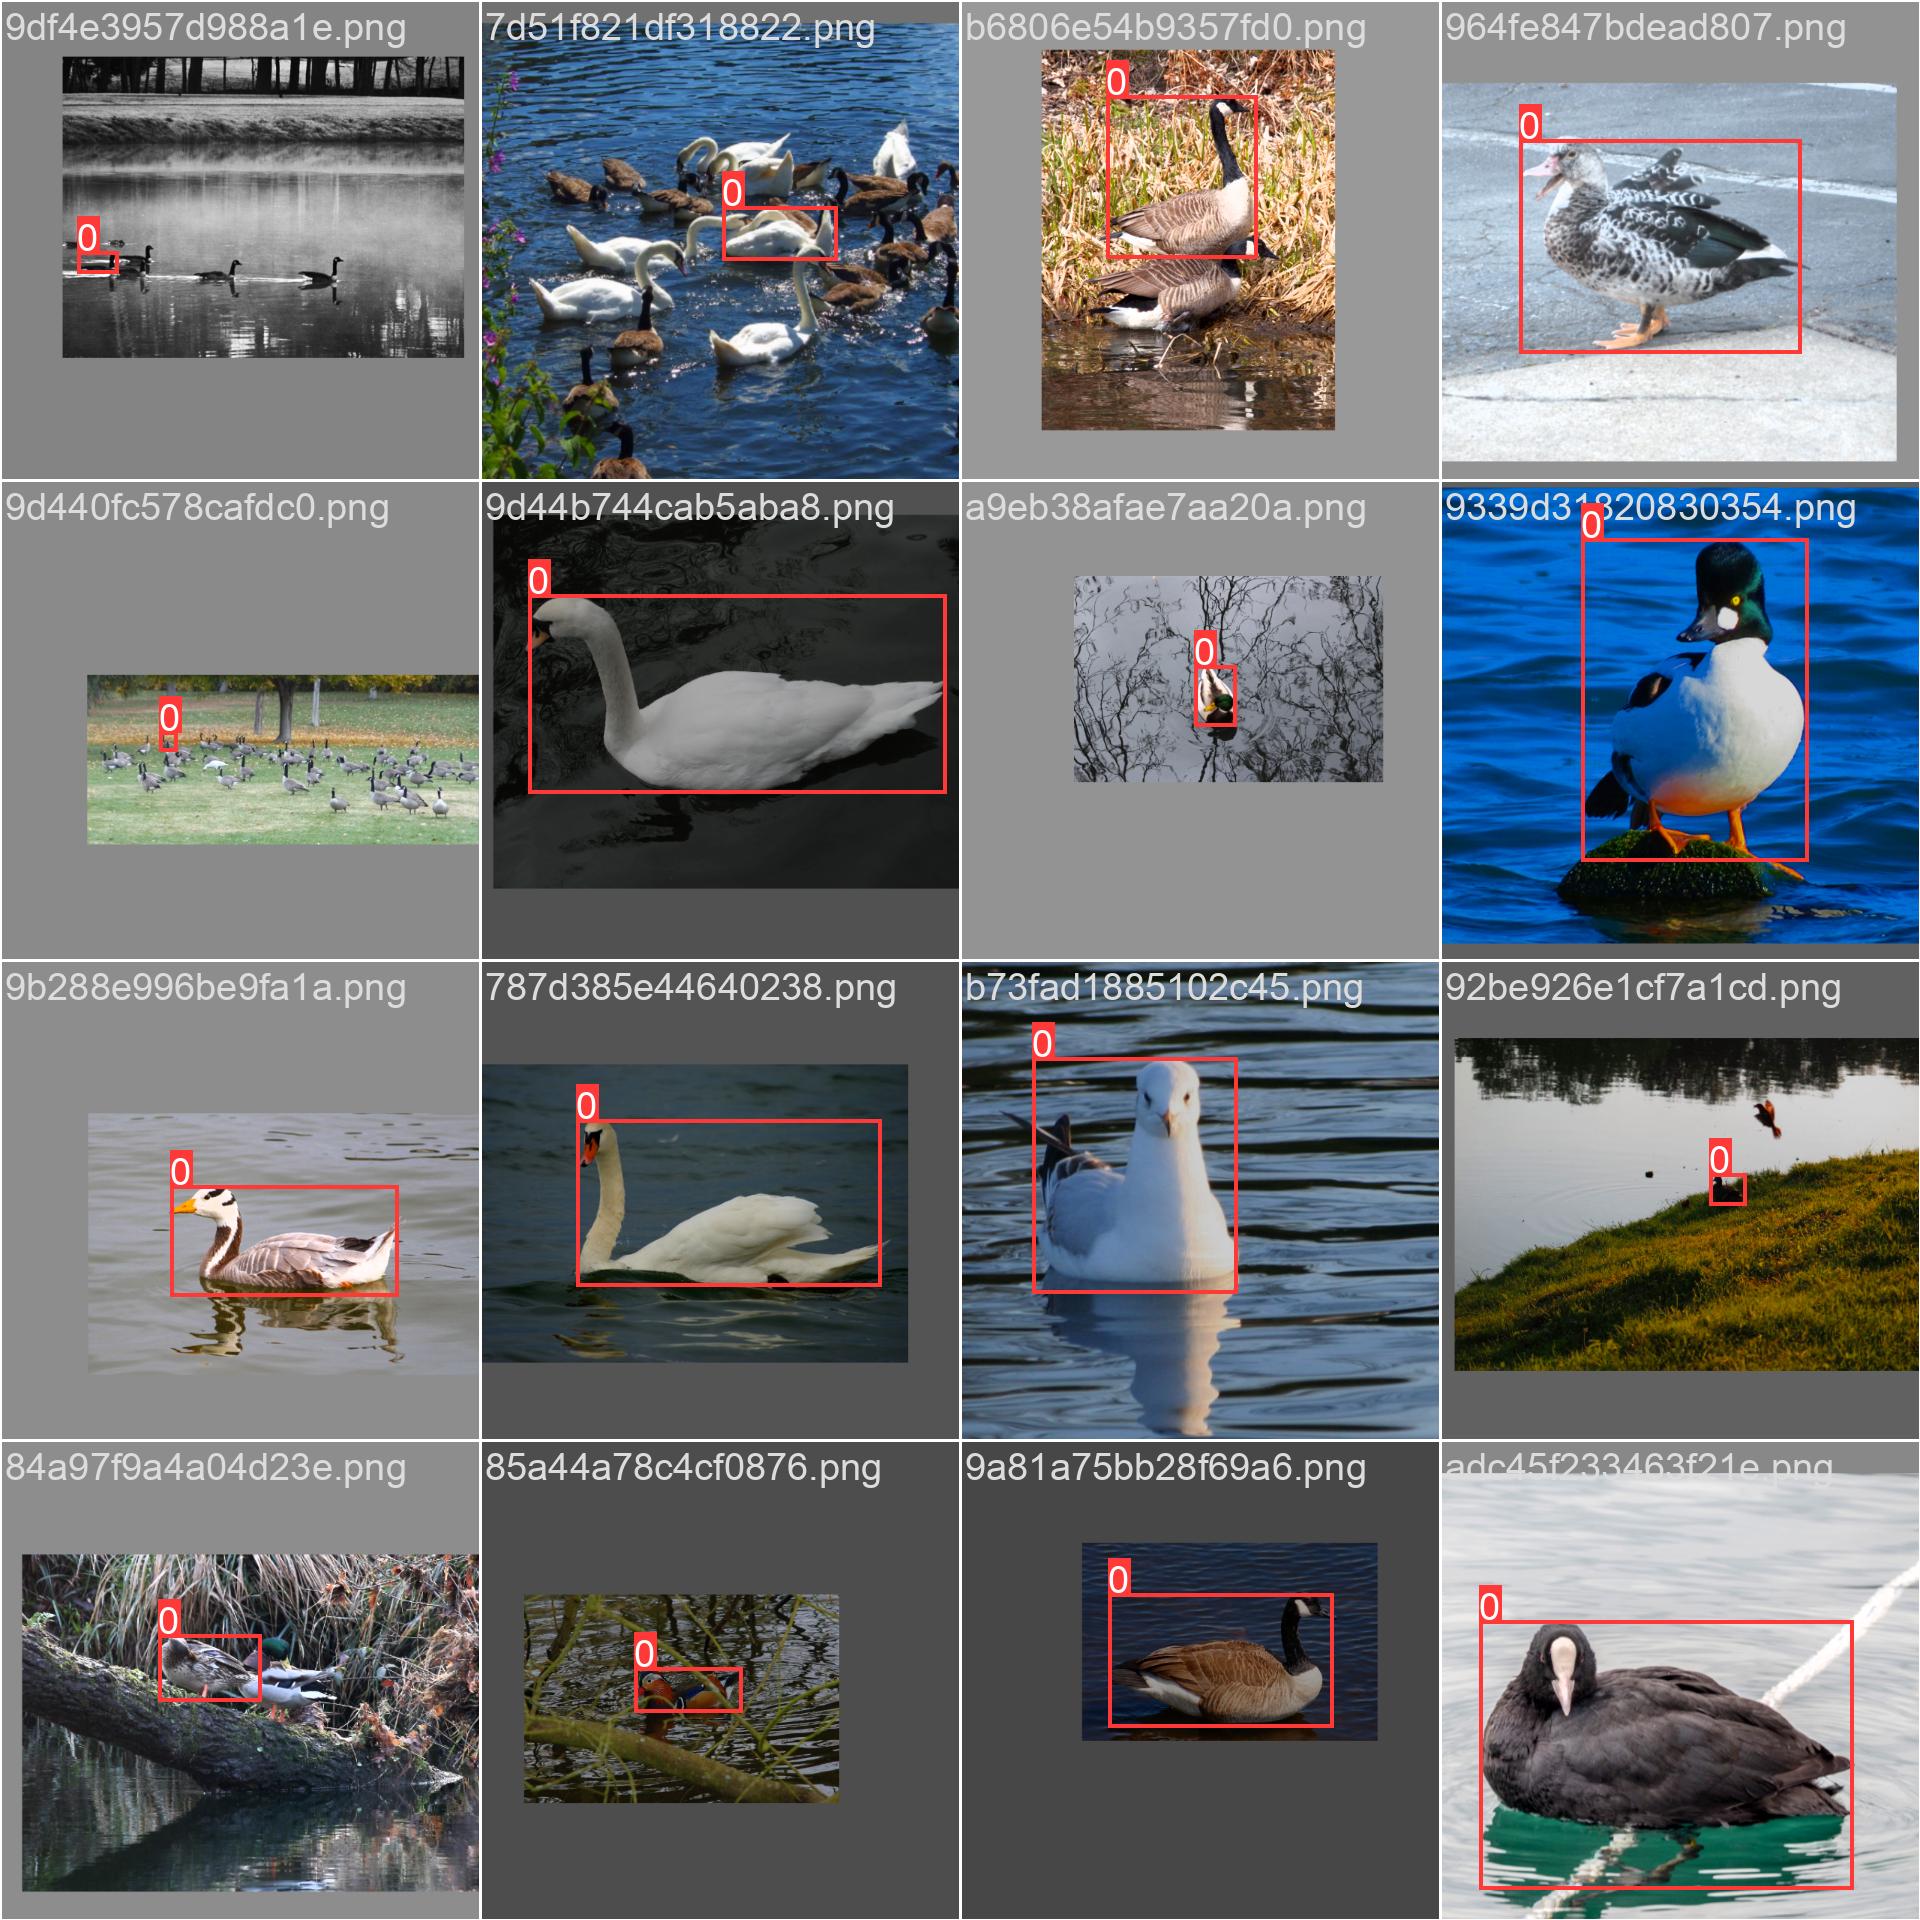 9df4e3957d988a1e.png
7d51f821df318822.png
b6806e54b9357fd0.png
964fe847bdead807.png
0
0
0
0
9d440fc578cafdc0.png
9d44b744cab5aba8.png
a9eb38afae7aa20a.png
9339d31820830354.png
0
0
0
0
9b288e996be9fa1a.png
787d385e44640238.png
b73fad1885102c45.png
92be926e1cf7a1cd.png
0
0
0
0
84a97f9a4a04d23e.png
85a44a78c4cf0876.png
9a81a75bb28f69a6.png
adc45f233463f21e.png
0
0
0
0